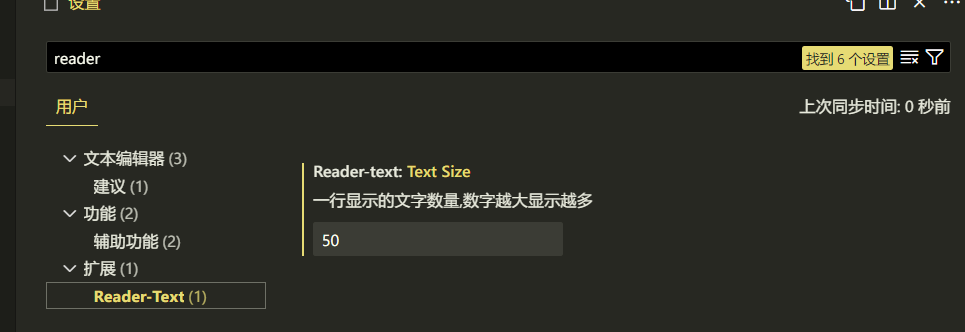 设置
reader
找到 6 个设置
用户
上次同步时间: 0 秒前
文本编辑器 (3)
建议 (1)
功能 (2)
辅助功能 (2)
扩展 (1)
Reader-Text (1)
Reader-text: Text Size
一行显示的文字数量,数字越大显示越多
50